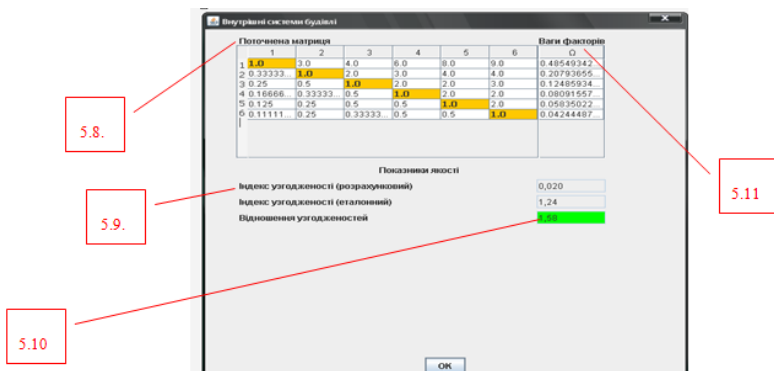 Внутрішні системи будівлі
Поточнена матриця Ваги факторів
1 2 3 4 5 6 Ω
1 1.0 3.0 4.0 6.0 8.0 9.0 0.48549342...
2 0.33333... 1.0 2.0 3.0 4.0 4.0 0.20793655...
3 0.25 0.5 1.0 2.0 2.0 3.0 0.12485934...
4 0.16666... 0.33333... 0.5 1.0 2.0 2.0 0.08091557...
5 0.125 0.25 0.5 0.5 1.0 2.0 0.05835022...
6 0.11111... 0.25 0.33333... 0.5 0.5 1.0 0.04244487...
5.8.
Показники якості
Індекс узгодженості (розрахунковий) 0,020
5.11
Індекс узгодженості (еталонний) 1,24
Відношення узгодженостей
5.9.
5.10
OK